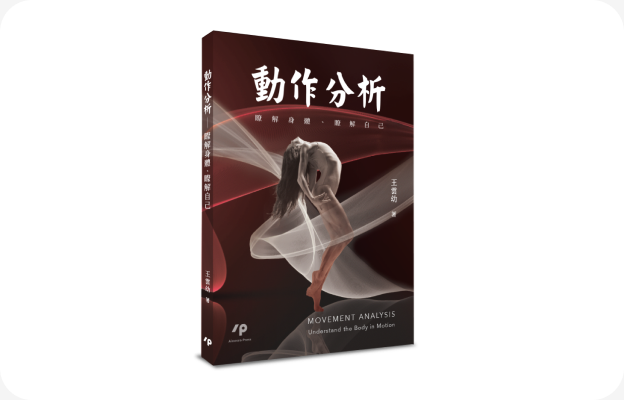 動作分析
瞭解身體・瞭解自己
王雲幼 著
MOVEMENT ANALYSIS
Understand the Body in Motion
動作分析——瞭解身體・瞭解自己
王雲幼 著
Airiti Press